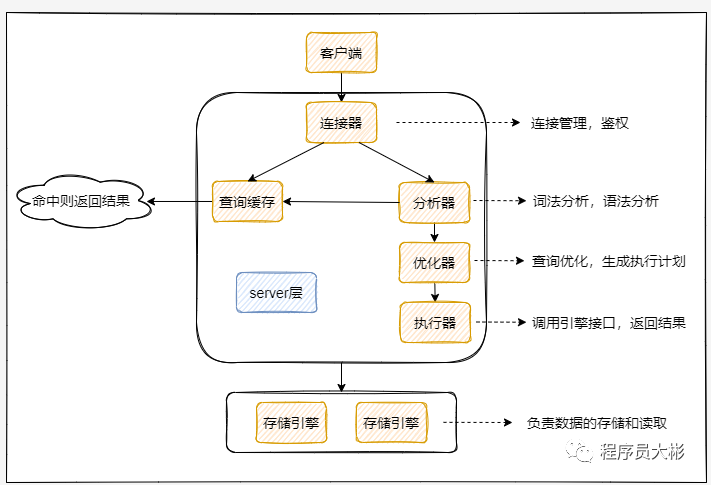 客户端
连接器
连接管理，鉴权
命中则返回结果
查询缓存
分析器
词法分析，语法分析
优化器
查询优化，生成执行计划
server层
执行器
调用引擎接口，返回结果
存储引擎
存储引擎
负责数据的存储和读取
程序员大彬